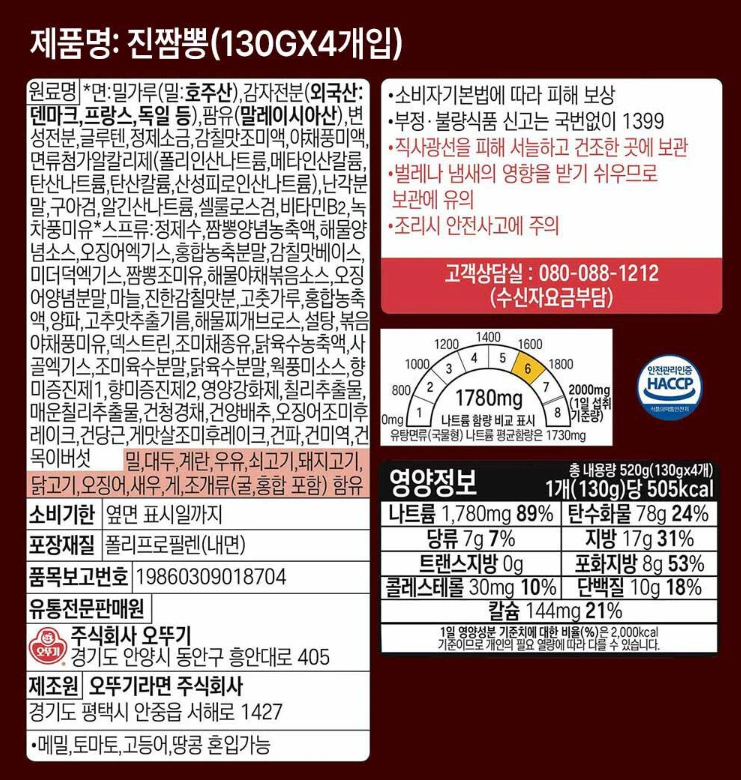 제품명: 진짬뽕(130GX4개입)
원료명 *면:밀가루(밀:호주산),감자전분(외국산:
덴마크,프랑스,독일 등),팜유(말레이시아산),변
성전분,글루텐,정제소금,감칠맛조미액,야채풍미액,
면류첨가알칼리제(폴리인산나트륨,메타인산칼륨,
탄산나트륨,탄산칼륨,산성피로인산나트륨),난각분
말,구아검,알긴산나트륨,셀룰로스검,비타민B2,녹
차풍미유*스프류:정제수,짬뽕양념농축액,해물양
념소스,오징어엑기스,홍합농축분말,감칠맛베이스,
미더덕엑기스,짬뽕조미유,해물야채볶음소스,오징
어양념분말,마늘,진한감칠맛분,고춧가루,홍합농축
액,양파,고추맛추출기름,해물찌개브로스,설탕,볶음
야채풍미유,덱스트린,조미채종유,닭육수농축액,사
골엑기스,조미육수분말,닭육수분말,웍풍미소스,향
미증진제1,향미증진제2,영양강화제,칠리추출물,
매운칠리추출물,건청경채,건양배추,오징어조미후
레이크,건당근,게맛살조미후레이크,건파,건미역,건
목이버섯 밀,대두,계란,우유,쇠고기,돼지고기,
닭고기,오징어,새우,게,조개류(굴,홍합 포함) 함유
소비기한 옆면 표시일까지
포장재질 폴리프로필렌(내면)
품목보고번호 19860309018704
유통전문판매원
오뚜기 주식회사 오뚜기
경기도 안양시 동안구 흥안대로 405
제조원 오뚜기라면 주식회사
경기도 평택시 안중읍 서해로 1427
•메밀,토마토,고등어,땅콩 혼입가능
•소비자기본법에 따라 피해 보상
•부정·불량식품 신고는 국번없이 1399
•직사광선을 피해 서늘하고 건조한 곳에 보관
•벌레나 냄새의 영향을 받기 쉬우므로
보관에 유의
•조리시 안전사고에 주의
고객상담실 : 080-088-1212
(수신자요금부담)
0mg 800 1000 1200 1400 1600 1800 2000mg
(1일 섭취
기준량)
1 2 3 4 5 6 7 8
1780mg
나트륨 함량 비교 표시
유탕면류(국물형) 나트륨 평균함량은 1730mg
안전관리인증
HACCP
식품의약품안전처
영양정보 총 내용량 520g(130gx4개)
1개(130g)당 505kcal
나트륨 1,780mg 89% 탄수화물 78g 24%
당류 7g 7% 지방 17g 31%
트랜스지방 0g 포화지방 8g 53%
콜레스테롤 30mg 10% 단백질 10g 18%
칼슘 144mg 21%
1일 영양성분 기준치에 대한 비율(%)은 2,000kcal
기준이므로 개인의 필요 열량에 따라 다를 수 있습니다.